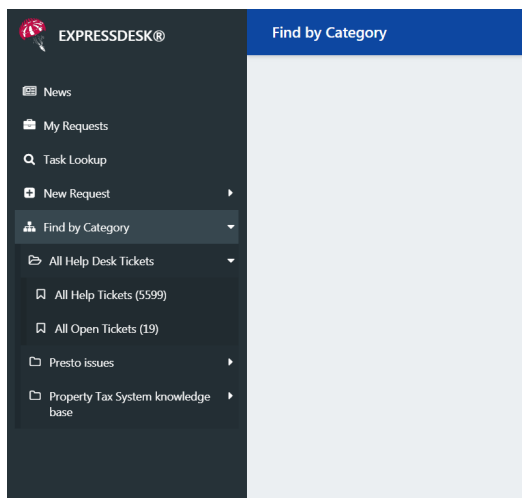 EXPRESSDESK®
Find by Category
News
My Requests
Task Lookup
New Request
Find by Category
All Help Desk Tickets
All Help Tickets (5599)
All Open Tickets (19)
Presto issues
Property Tax System knowledge
base